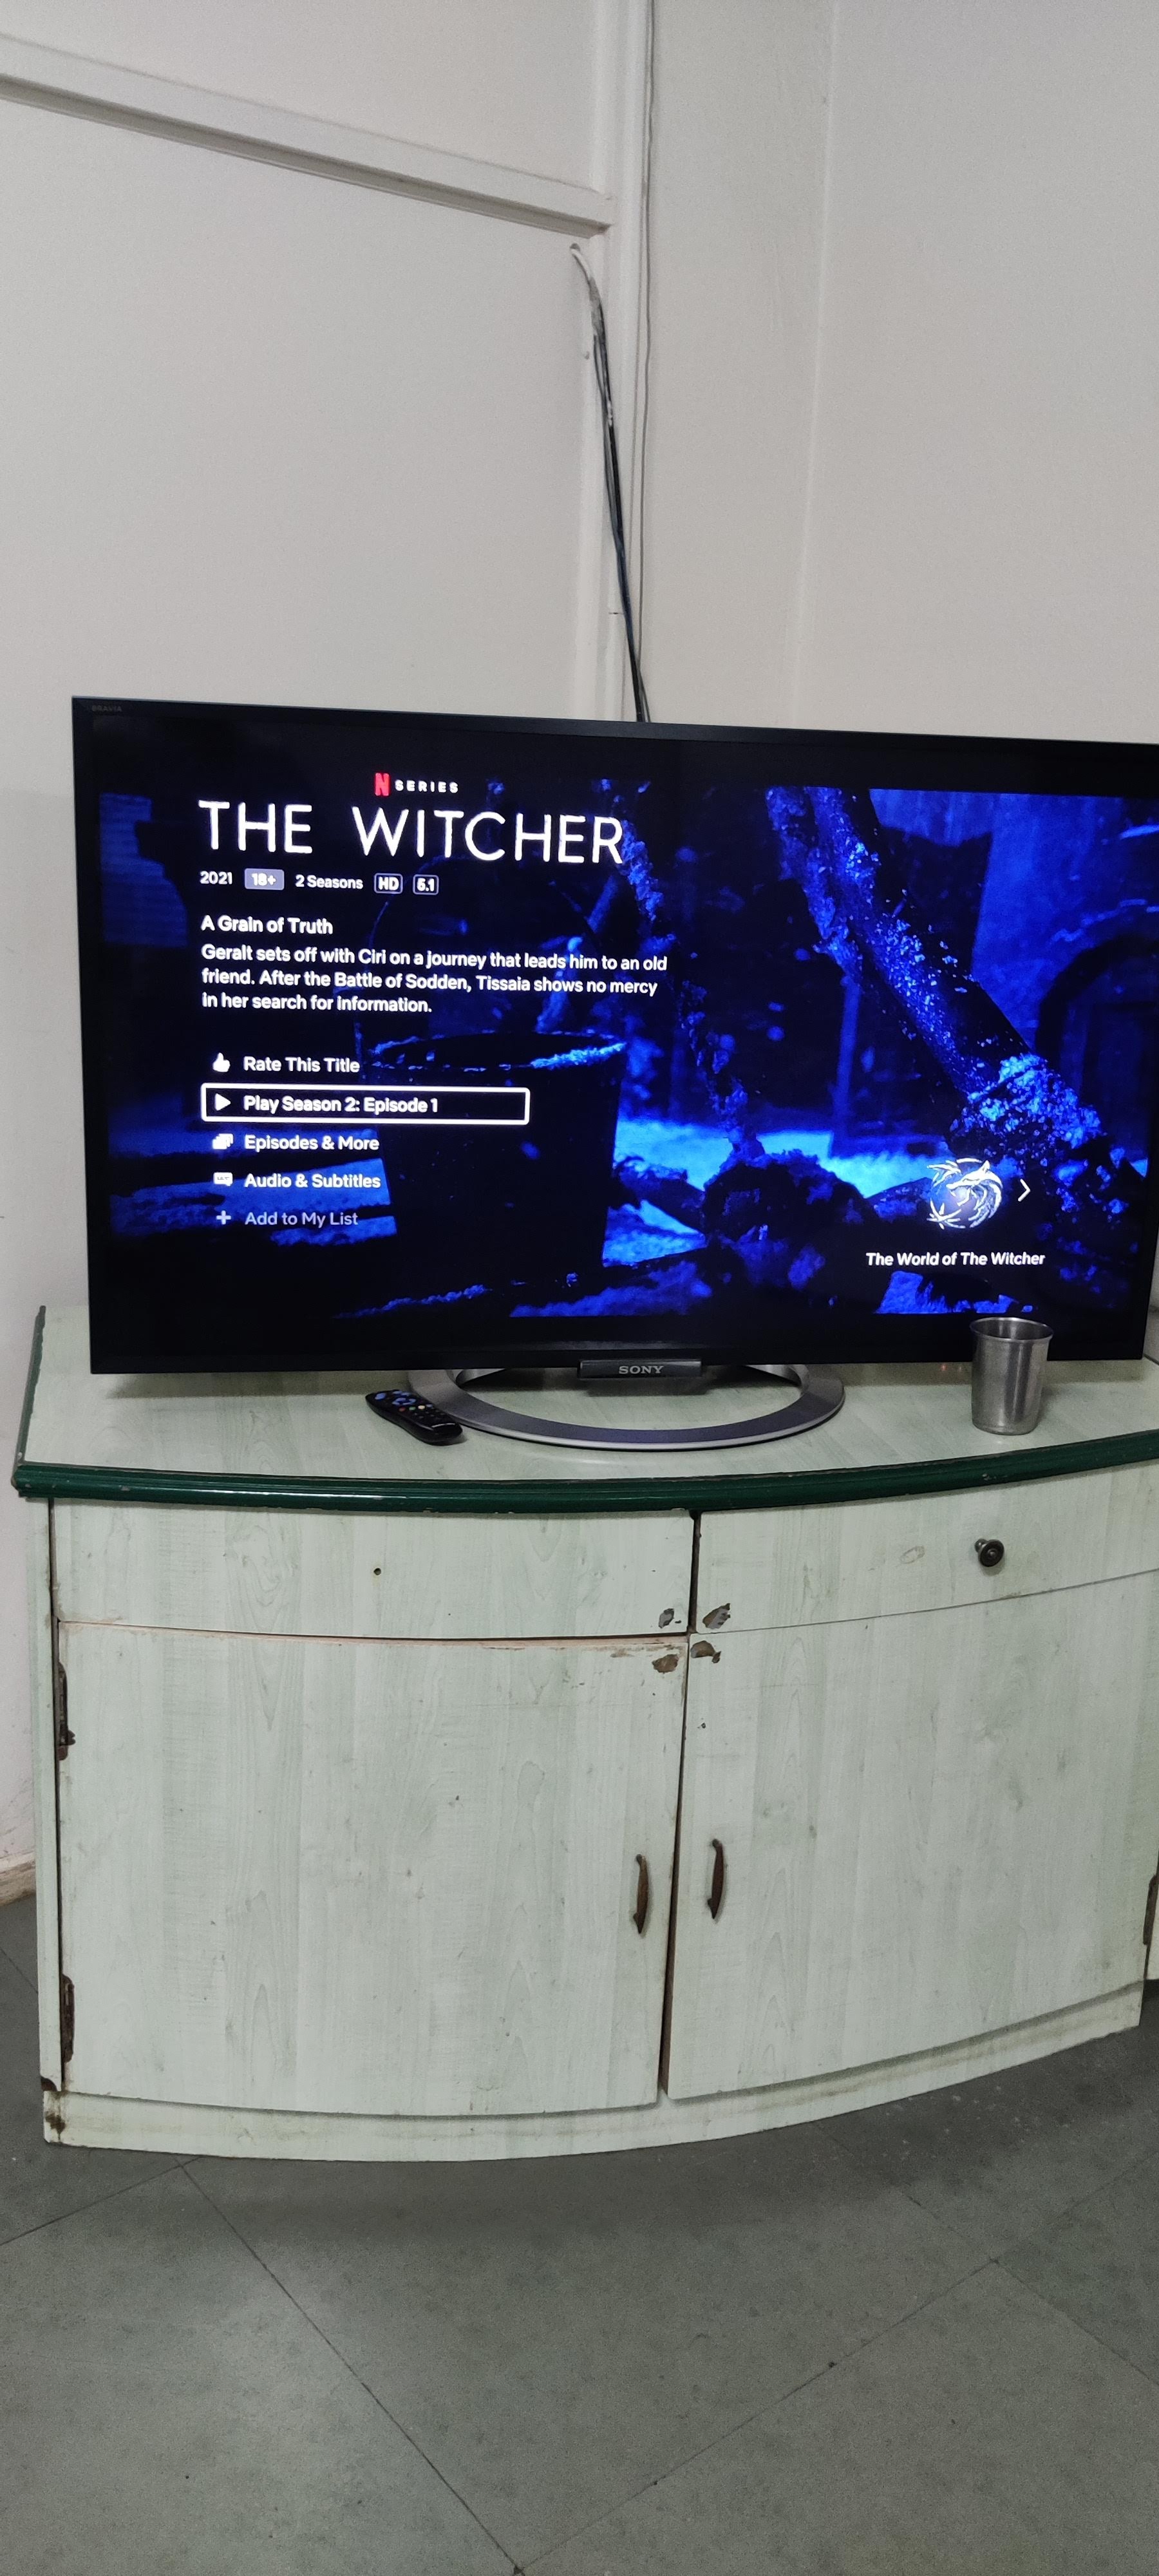 BRAVIA
N SERIES
THE WITCHER
2021 18+ 2 Seasons HD 5.1
A Grain of Truth
Geralt sets off with Ciri on a journey that leads him to an old
friend. After the Battle of Sodden, Tissaia shows no mercy
in her search for information.
Rate This Title
Play Season 2: Episode 1
Episodes & More
Audio & Subtitles
Add to My List
The World of The Witcher
SONY